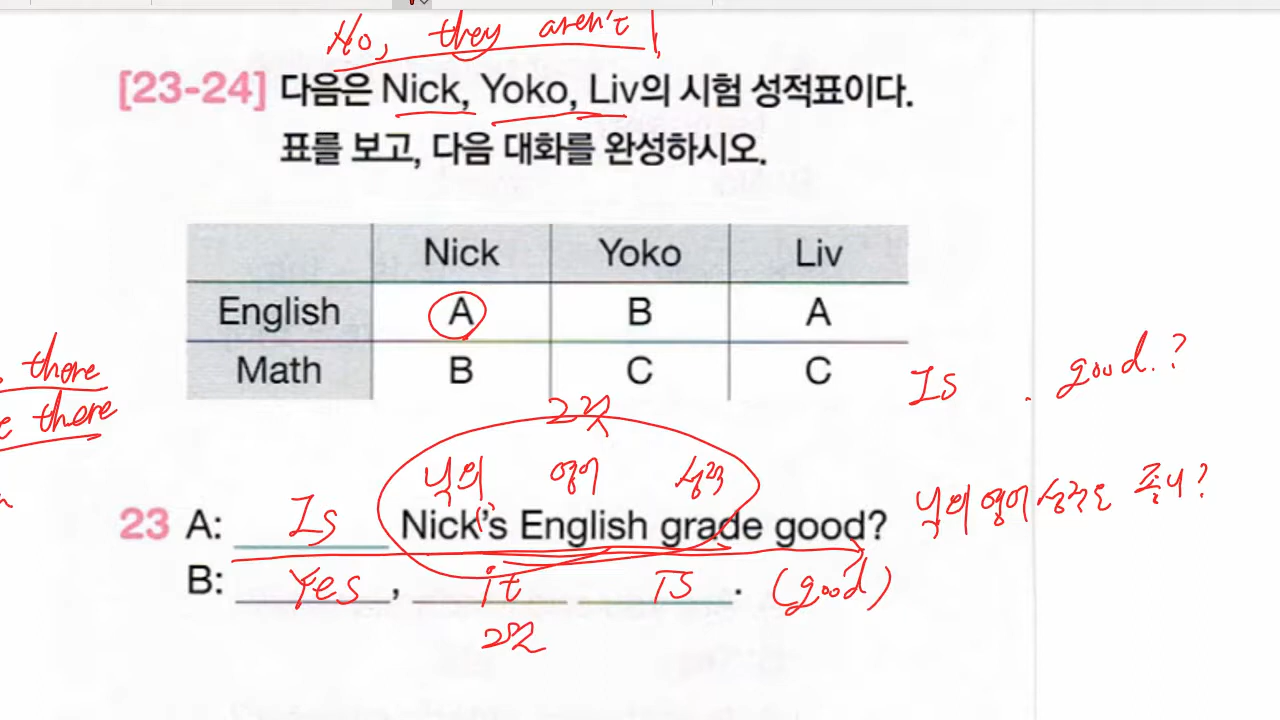 No, they aren't
[23-24] 다음은 Nick, Yoko, Liv의 시험 성적표이다.
표를 보고, 다음 대화를 완성하시오.
Nick Yoko Liv
English A B A
Math B C C
there
e there
Is good.?
그것
닉의 영어 성적
닉의 영어 성적은 좋니?
23 A: Is Nick's English grade good?
B: Yes, it is. (good)
그것